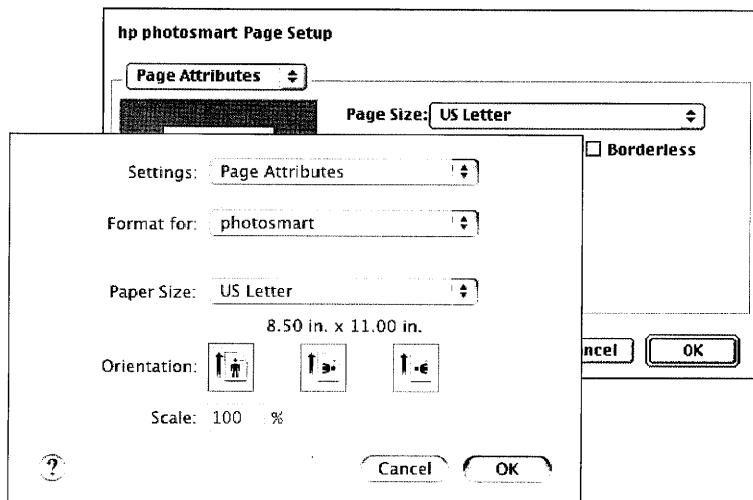 hp photosmart Page Setup
Page Attributes
Page Size: US Letter
Borderless
Settings: Page Attributes
Format for: photosmart
Paper Size: US Letter
8.50 in. x 11.00 in.
Orientation:
Scale: 100 %
ncel OK
? Cancel OK